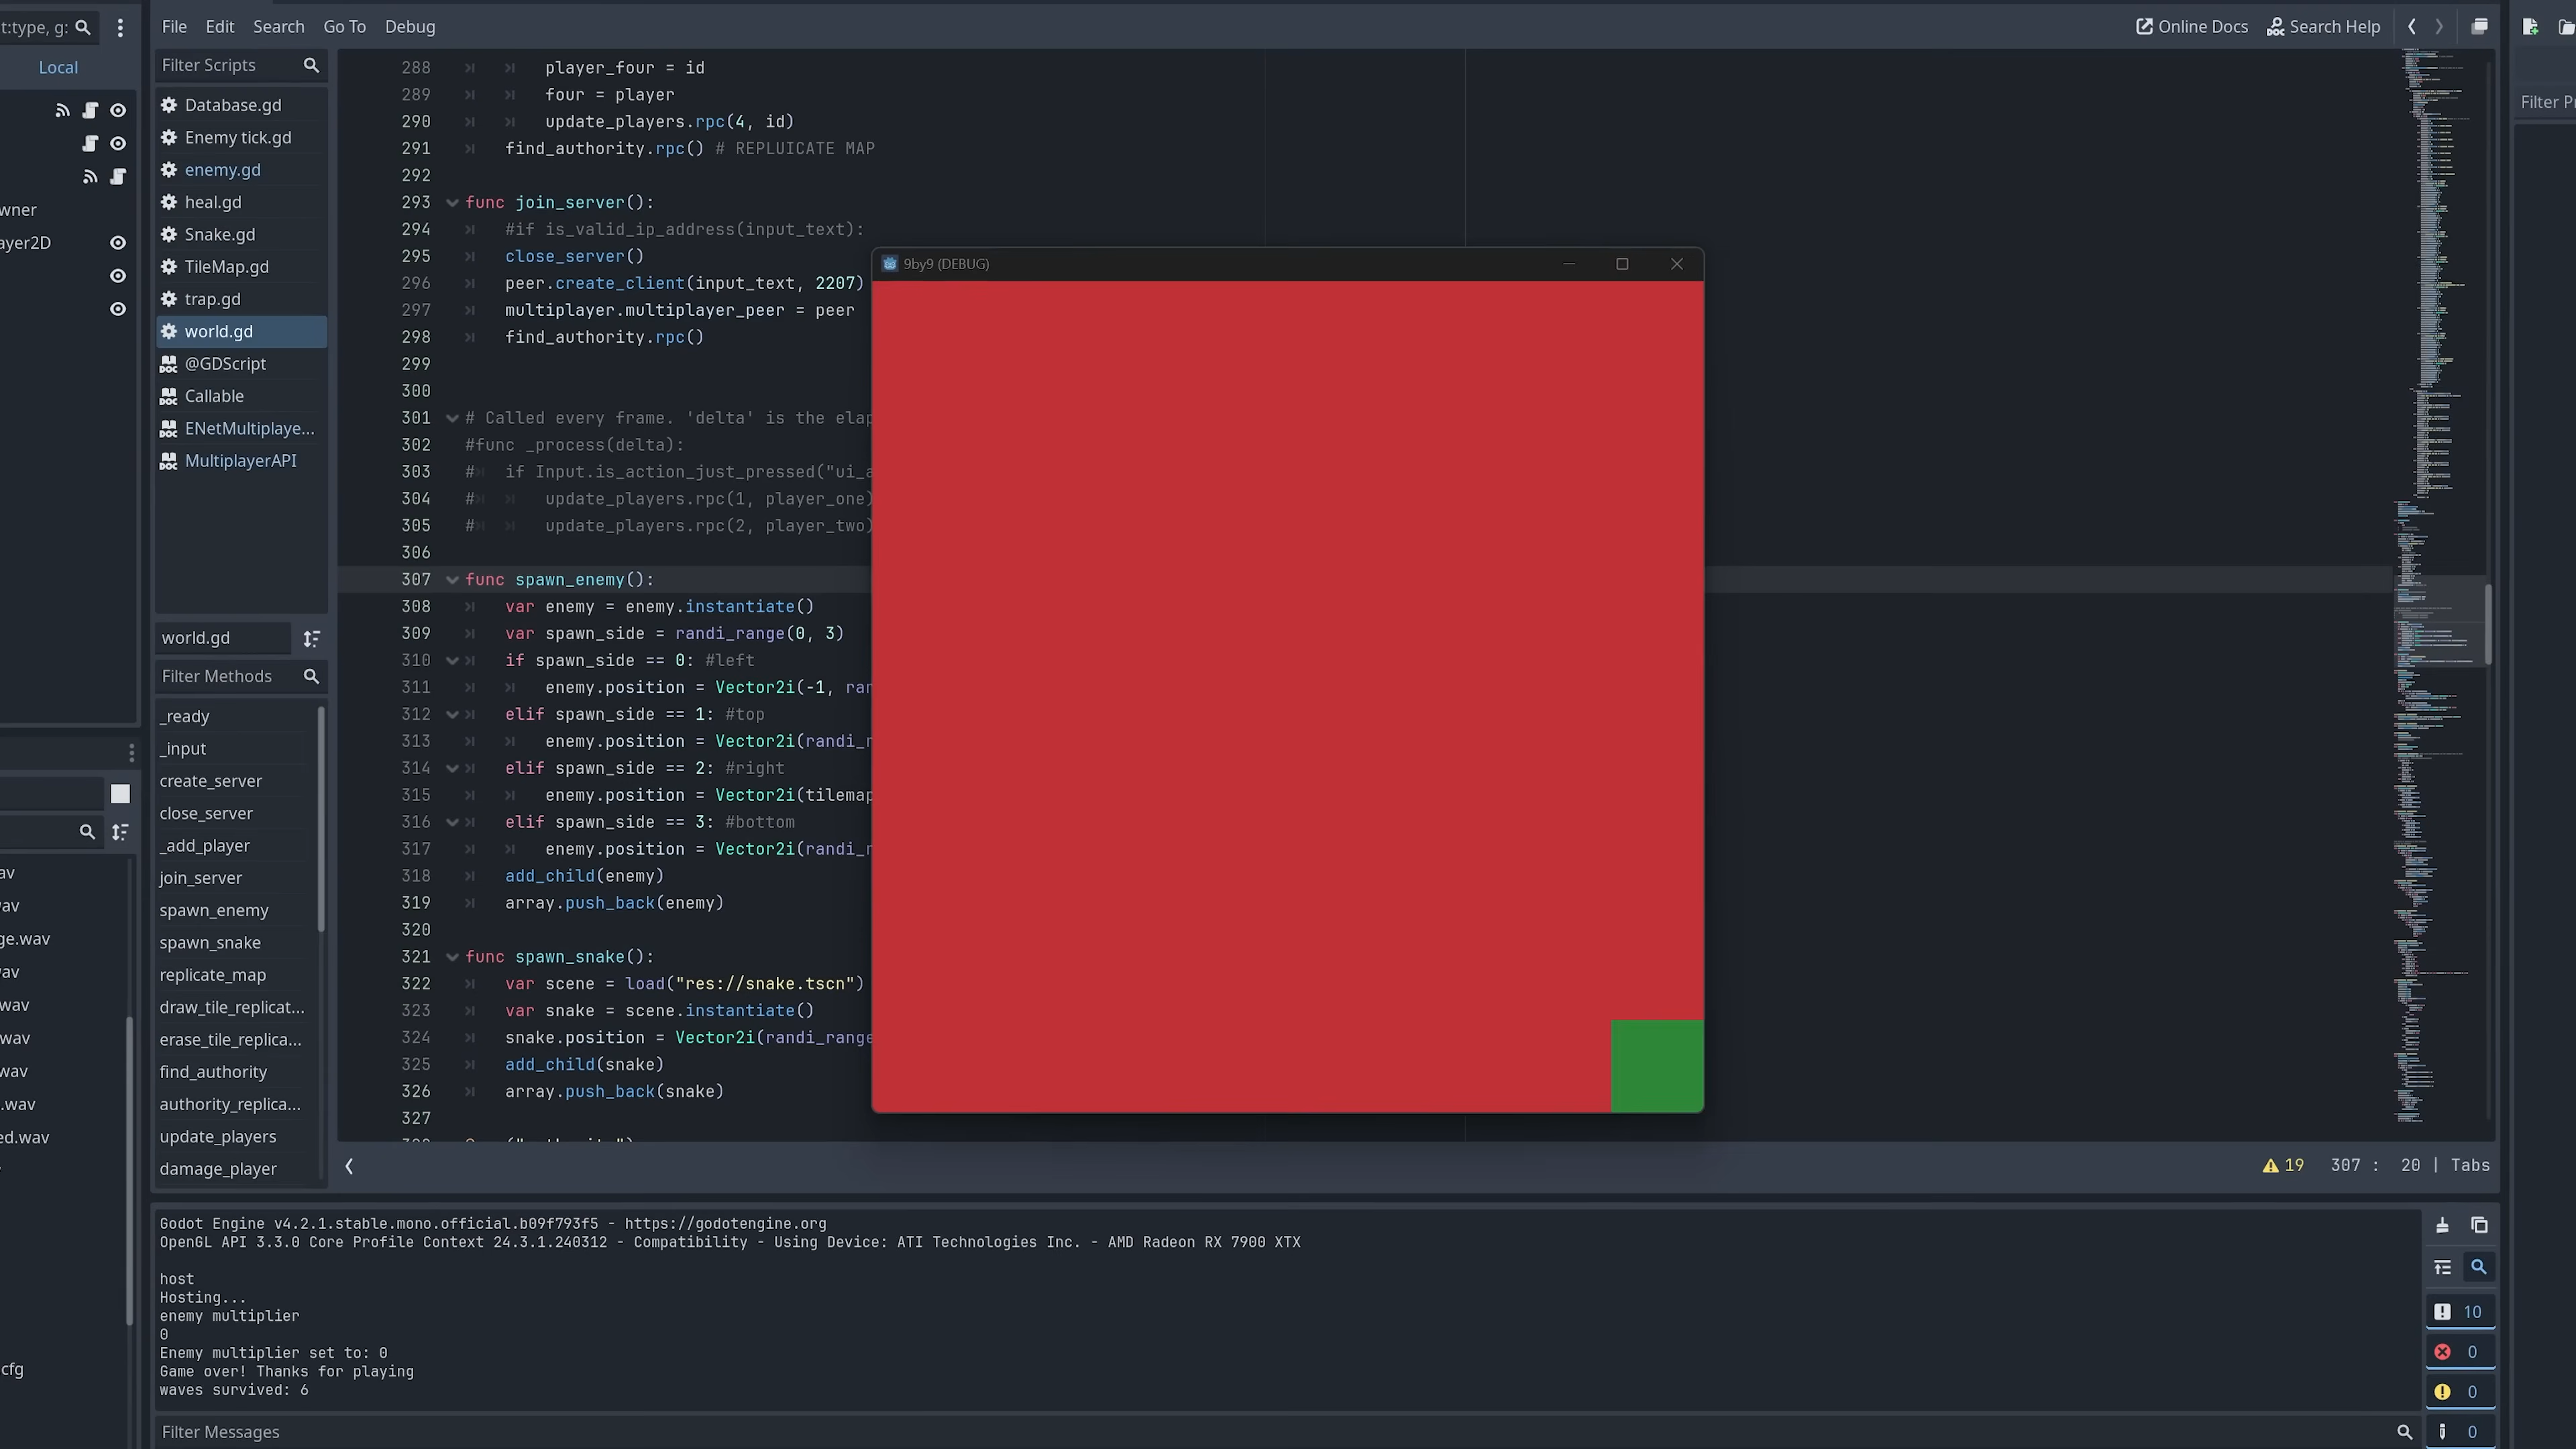 t:type, g:
File Edit Search Go To Debug
Online Docs Search Help
Local
Filter Scripts
Database.gd
Enemy tick.gd
enemy.gd
heal.gd
Snake.gd
TileMap.gd
trap.gd
world.gd
@GDScript
Callable
ENetMultiplaye...
MultiplayerAPI
wner
ayer2D
world.gd
Filter Methods
_ready
_input
create_server
close_server
_add_player
join_server
spawn_enemy
spawn_snake
replicate_map
draw_tile_replicat...
erase_tile_replica...
find_authority
authority_replica...
update_players
damage_player
av
av
ge.wav
av
.wav
wav
wav
.wav
ed.wav
cfg
288 player_four = id
289 four = player
290 update_players.rpc(4, id)
291 find_authority.rpc() # REPLUICATE MAP
292
293 func join_server():
294 #if is_valid_ip_address(input_text):
295 close_server()
296 peer.create_client(input_text, 2207)
297 multiplayer.multiplayer_peer = peer
298 find_authority.rpc()
299
300
301 # Called every frame. 'delta' is the elap
302 #func _process(delta):
303 # if Input.is_action_just_pressed("ui_a
304 # update_players.rpc(1, player_one)
305 # update_players.rpc(2, player_two)
306
307 func spawn_enemy():
308 var enemy = enemy.instantiate()
309 var spawn_side = randi_range(0, 3)
310 if spawn_side == 0: #left
311 enemy.position = Vector2i(-1, ran
312 elif spawn_side == 1: #top
313 enemy.position = Vector2i(randi_r
314 elif spawn_side == 2: #right
315 enemy.position = Vector2i(tilemap
316 elif spawn_side == 3: #bottom
317 enemy.position = Vector2i(randi_r
318 add_child(enemy)
319 array.push_back(enemy)
320
321 func spawn_snake():
322 var scene = load("res://snake.tscn")
323 var snake = scene.instantiate()
324 snake.position = Vector2i(randi_range
325 add_child(snake)
326 array.push_back(snake)
327
9by9 (DEBUG)
Filter Pr
19 307 : 20 | Tabs
Godot Engine v4.2.1.stable.mono.official.b09f793f5 - https://godotengine.org
OpenGL API 3.3.0 Core Profile Context 24.3.1.240312 - Compatibility - Using Device: ATI Technologies Inc. - AMD Radeon RX 7900 XTX
host
Hosting...
enemy multiplier
0
Enemy multiplier set to: 0
Game over! Thanks for playing
waves survived: 6
10
0
0
0
Filter Messages